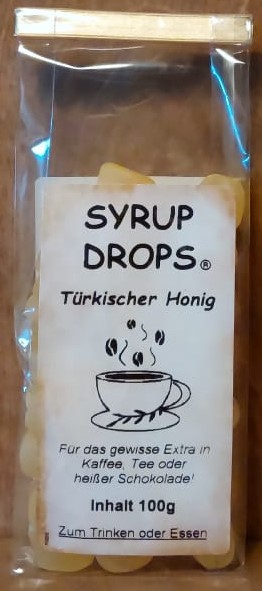 SYRUP
DROPS®
Türkischer Honig
Für das gewisse Extra in
Kaffee, Tee oder
heißer Schokolade!
Inhalt 100g
Zum Trinken oder Essen